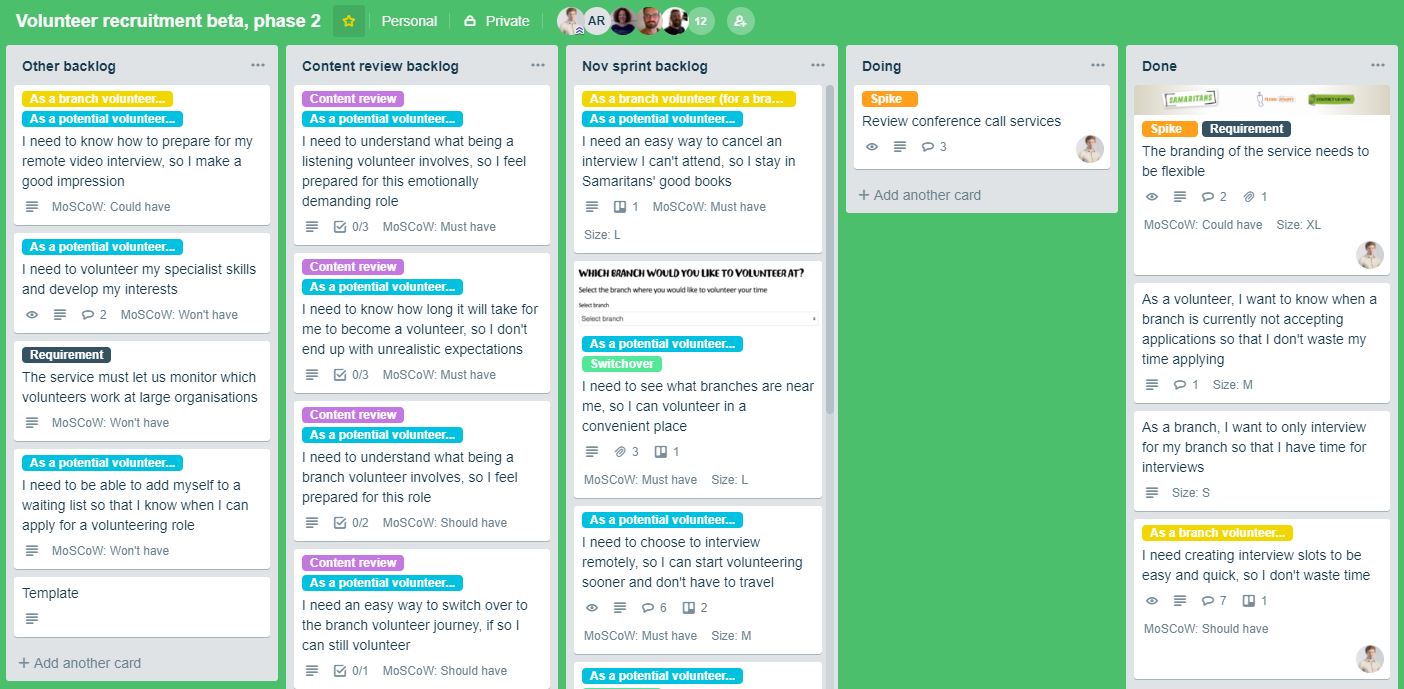 Volunteer recruitment beta, phase 2
Personal
Private
AR
12
Other backlog
As a branch volunteer...
As a potential volunteer...
I need to know how to prepare for my
remote video interview, so I make a
good impression
MoSCoW: Could have
As a potential volunteer...
I need to volunteer my specialist skills
and develop my interests
2 MoSCoW: Won't have
Requirement
The service must let us monitor which
volunteers work at large organisations
MoSCoW: Won't have
As a potential volunteer...
I need to be able to add myself to a
waiting list so that I know when I can
apply for a volunteering role
MoSCoW: Won't have
Template
+ Add another card
Content review backlog
Content review
As a potential volunteer...
I need to understand what being a
listening volunteer involves, so I feel
prepared for this emotionally
demanding role
0/3 MoSCoW: Must have
Content review
As a potential volunteer...
I need to know how long it will take for
me to become a volunteer, so I don't
end up with unrealistic expectations
0/3 MoSCoW: Must have
Content review
As a potential volunteer...
I need to understand what being a
branch volunteer involves, so I feel
prepared for this role
0/2 MoSCoW: Should have
Content review
As a potential volunteer...
I need an easy way to switch over to
the branch volunteer journey, if so I
can still volunteer
0/1 MoSCoW: Should have
Nov sprint backlog
As a branch volunteer (for a bra...
As a potential volunteer...
I need an easy way to cancel an
interview I can't attend, so I stay in
Samaritans' good books
1 MoSCoW: Must have
Size: L
WHICH BRANCH WOULD YOU LIKE TO VOLUNTEER AT?
Select the branch where you would like to volunteer your time
Select branch
Select branch
As a potential volunteer...
Switchover
I need to see what branches are near
me, so I can volunteer in a
convenient place
3 1
MoSCoW: Must have Size: L
As a potential volunteer...
I need to choose to interview
remotely, so I can start volunteering
sooner and don't have to travel
6 2
MoSCoW: Must have Size: M
As a potential volunteer...
Doing
Spike
Review conference call services
3
+ Add another card
Done
SAMARITANS
Spike Requirement
The branding of the service needs to
be flexible
2 1
MoSCoW: Could have Size: XL
As a volunteer, I want to know when a
branch is currently not accepting
applications so that I don't waste my
time applying
1 Size: M
As a branch, I want to only interview
for my branch so that I have time for
interviews
Size: S
As a branch volunteer...
I need creating interview slots to be
easy and quick, so I don't waste time
7 1
MoSCoW: Should have